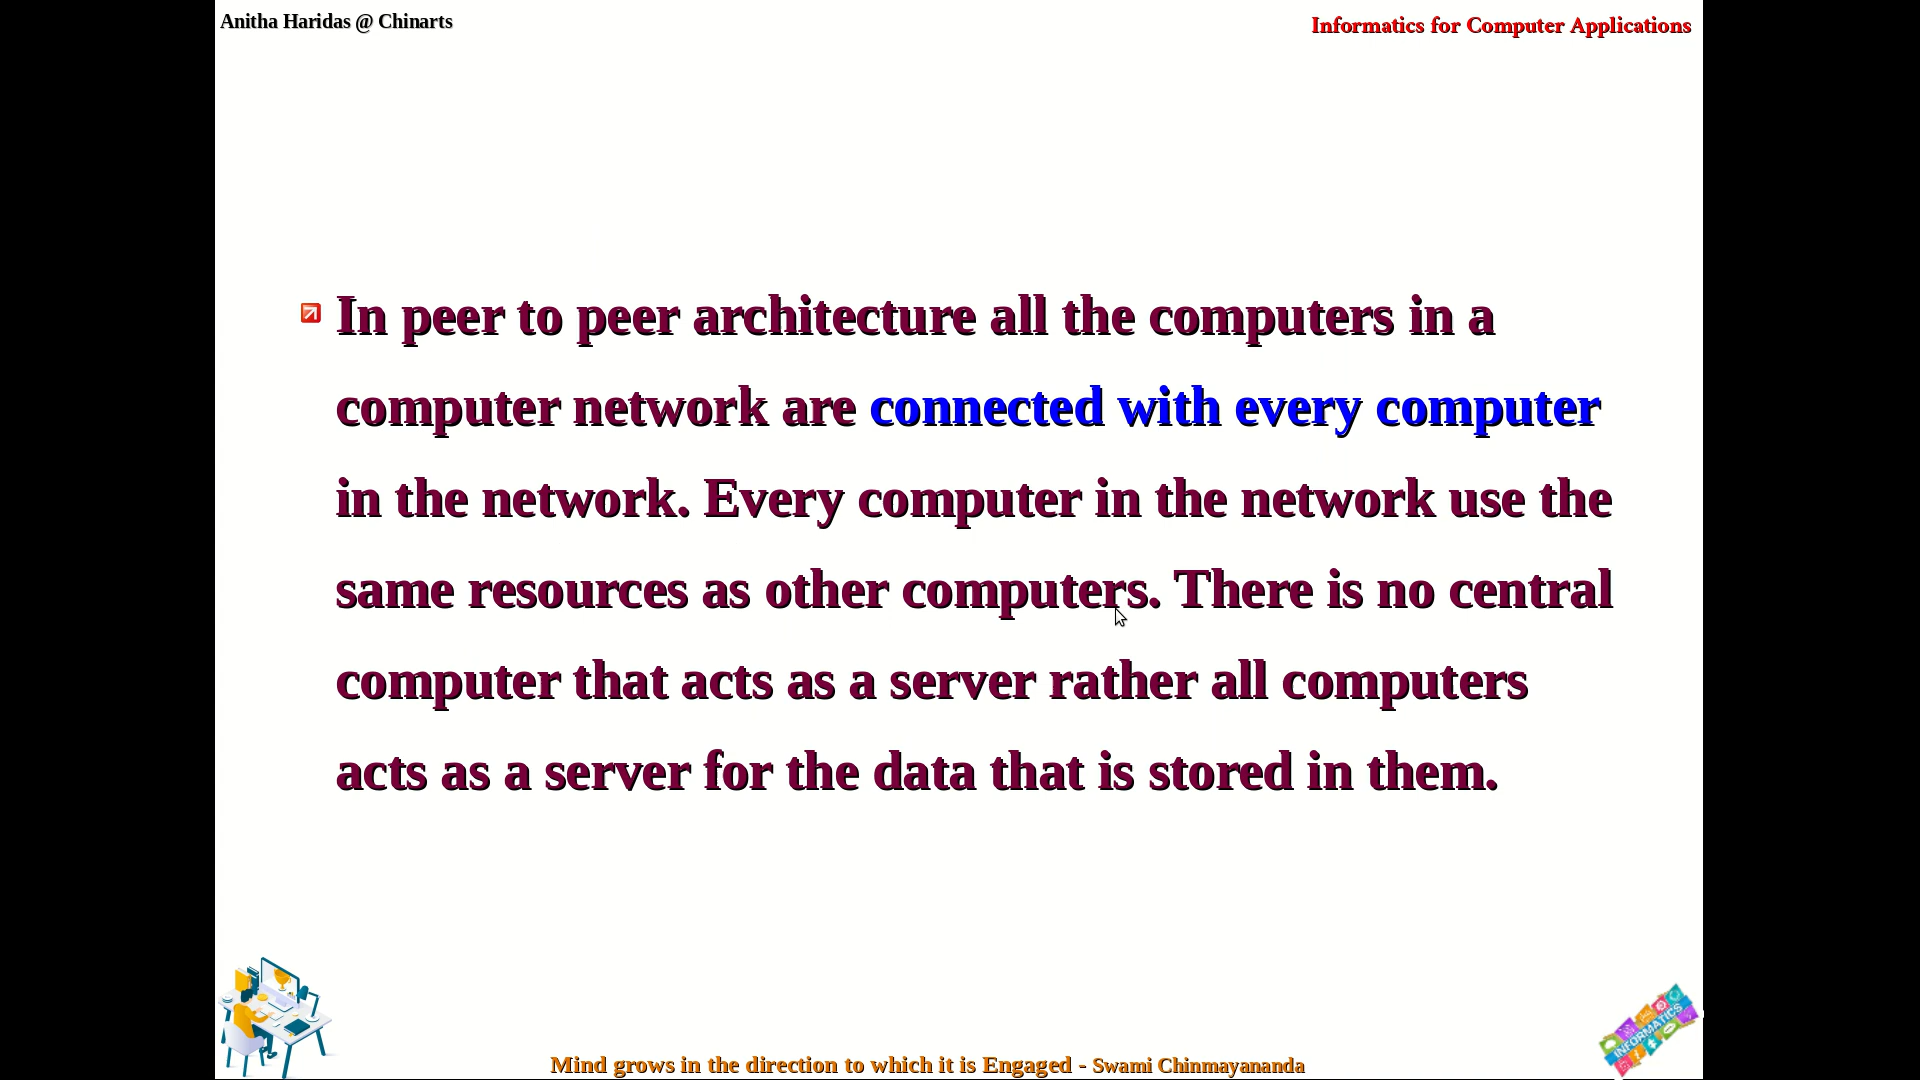 Anitha Haridas @ Chinarts
Informatics for Computer Applications
In peer to peer architecture all the computers in a
computer network are connected with every computer
in the network. Every computer in the network use the
same resources as other computers. There is no central
computer that acts as a server rather all computers
acts as a server for the data that is stored in them.
INFORMATICS
Mind grows in the direction to which it is Engaged - Swami Chinmayananda